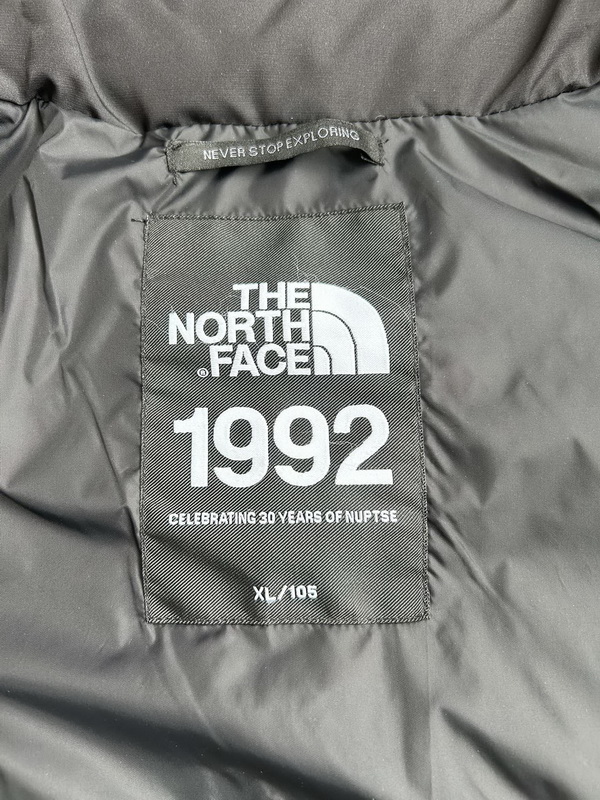 NEVER STOP EXPLORING
THE
NORTH
FACE
®
1992
CELEBRATING 30 YEARS OF NUPTSE
XL/105